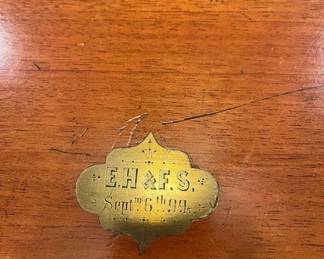 E.H & F.S.
Septr 6th 99.